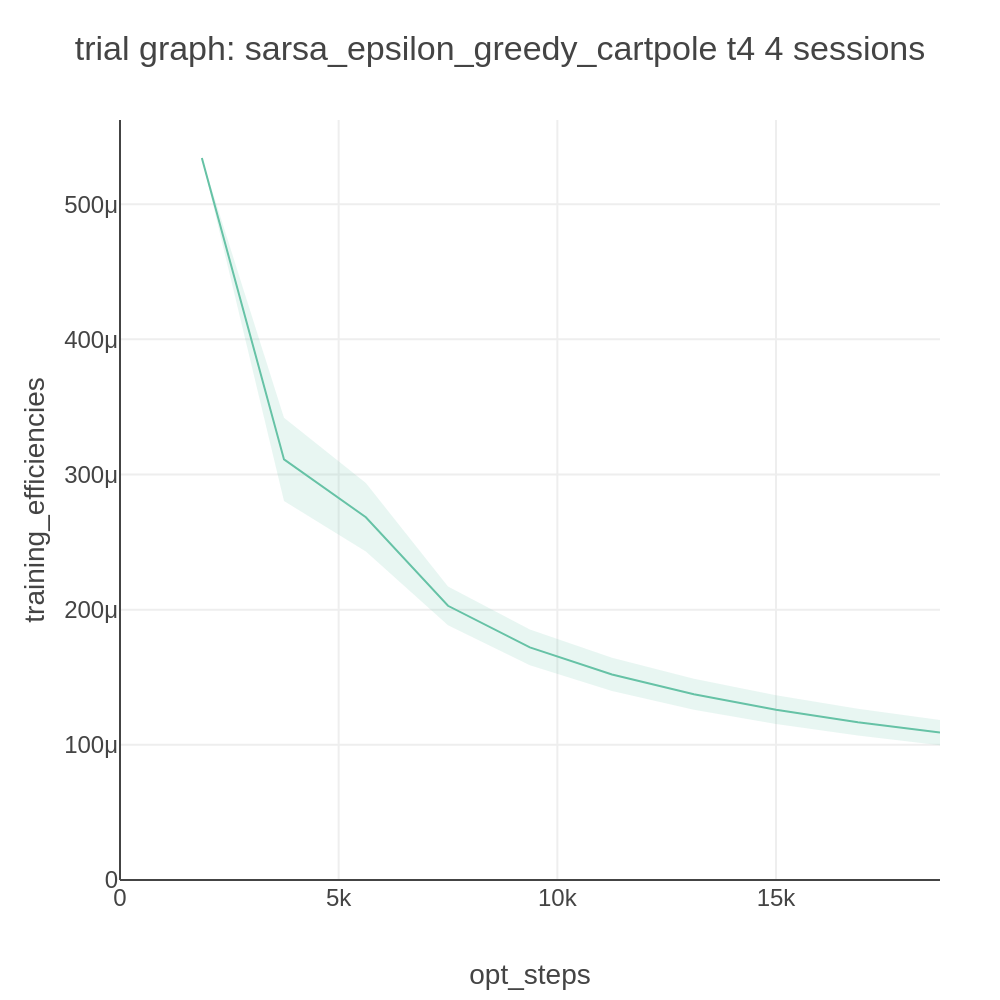 trial graph: sarsa_epsilon_greedy_cartpole t4 4 sessions
500μ
400μ
300μ
200μ
100μ
0
training_efficiencies
0 5k 10k 15k
opt_steps